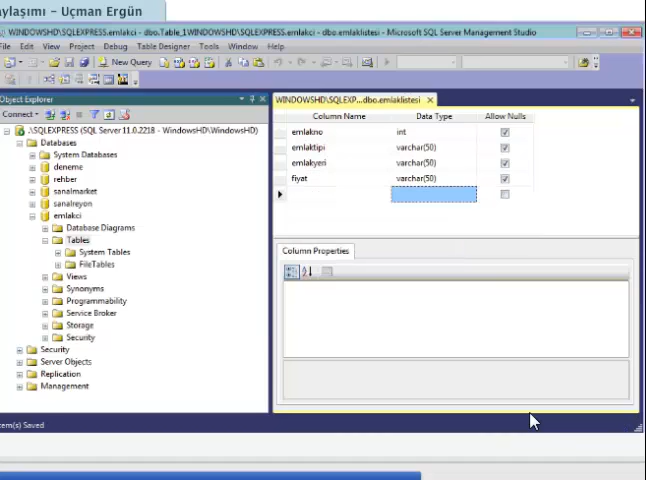 aylaşımı – Uçman Ergün
WINDOWSHD\SQLEXPRESS.emlakci - dbo.Table_1WINDOWSHD\SQLEXPRESS.emlakci - dbo.emlaklistesi - Microsoft SQL Server Management Studio
File Edit View Project Debug Table Designer Tools Window Help
New Query
Object Explorer
WINDOWSHD\SQLEXP...dbo.emlaklistesi
Connect
.\SQLEXPRESS (SQL Server 11.0.2218 - WindowsHD\WindowsHD)
Databases
System Databases
deneme
rehber
sanalmarket
sanalreyon
emlakci
Database Diagrams
Tables
System Tables
FileTables
Views
Synonyms
Programmability
Service Broker
Storage
Security
Security
Server Objects
Replication
Management
Column Name Data Type Allow Nulls
emlakno int
emlaktipi varchar(50)
emlakyeri varchar(50)
fiyat varchar(50)
Column Properties
tem(s) Saved